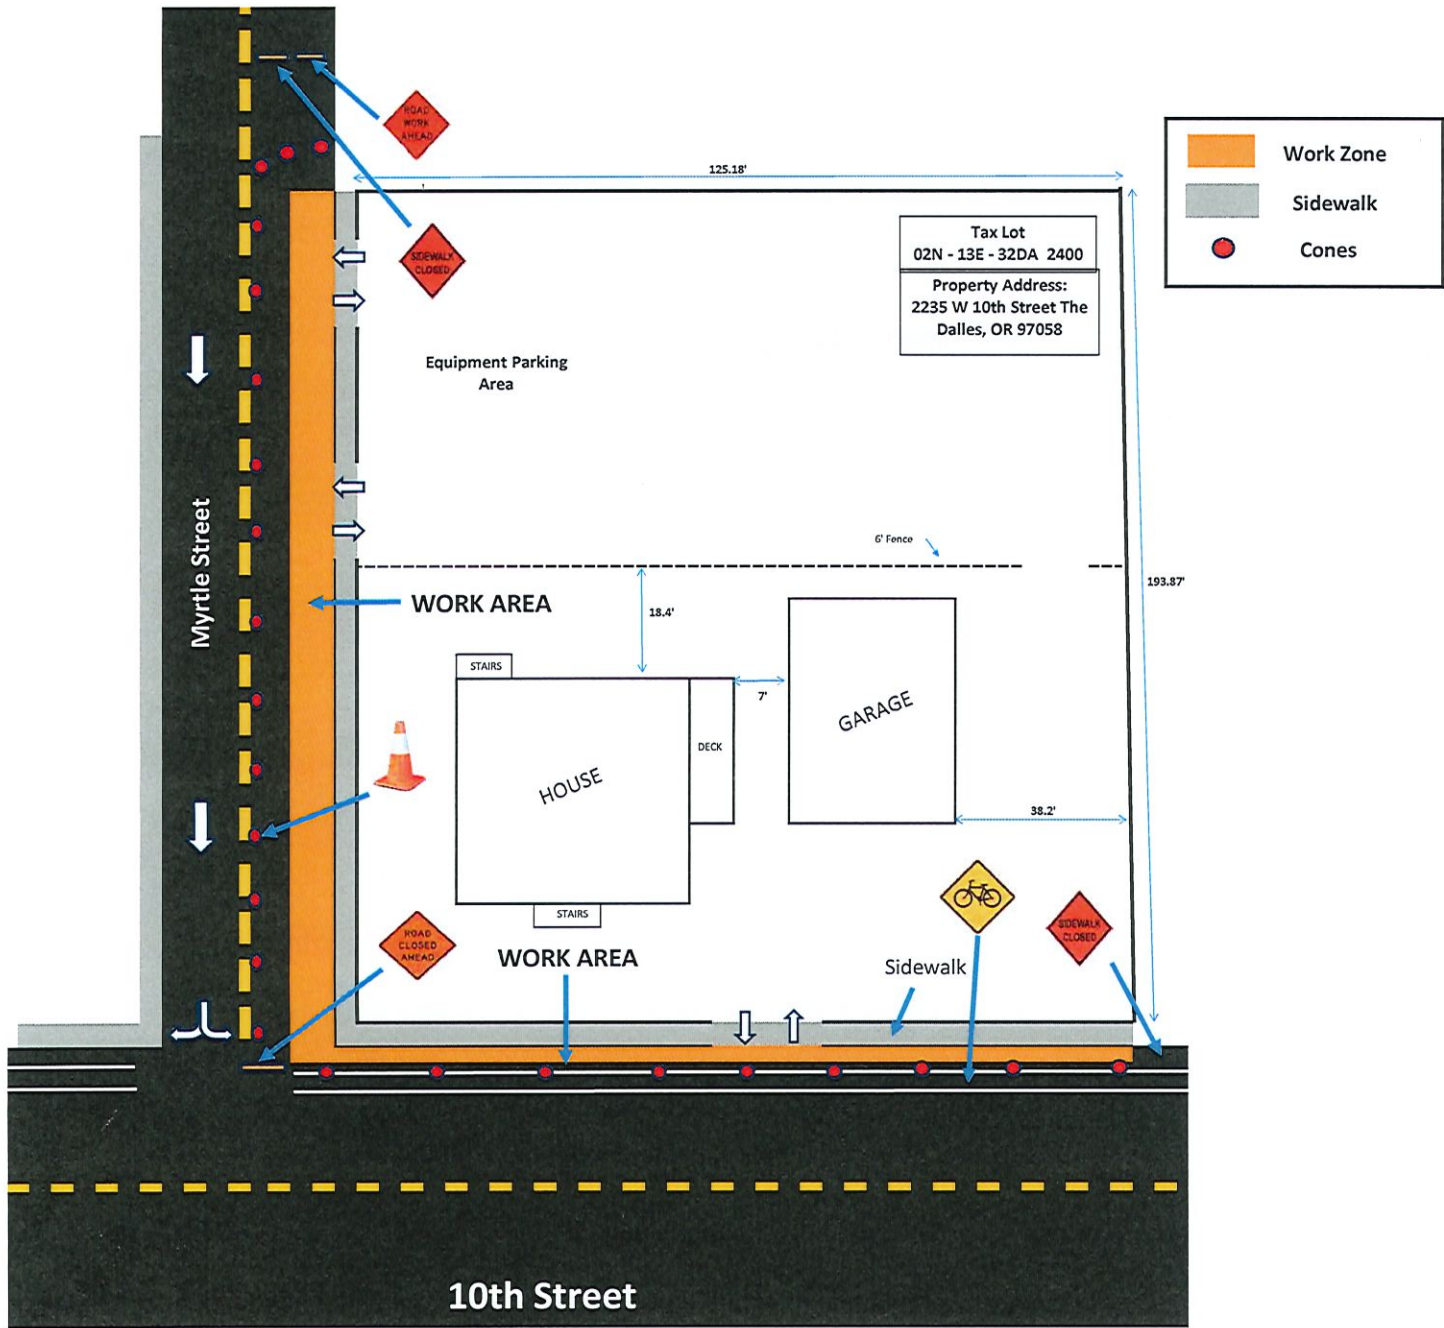 ROAD
WORK
AHEAD
125.18'
Work Zone
Sidewalk
Cones
SIDEWALK
CLOSED
Tax Lot
02N - 13E - 32DA 2400
Property Address:
2235 W 10th Street The
Dalles, OR 97058
Equipment Parking
Area
Myrtle Street
6' Fence
193.87'
WORK AREA
18.4'
STAIRS
7'
GARAGE
DECK
HOUSE
38.2'
STAIRS
ROAD
CLOSED
AHEAD
WORK AREA
Sidewalk
SIDEWALK
CLOSED
10th Street